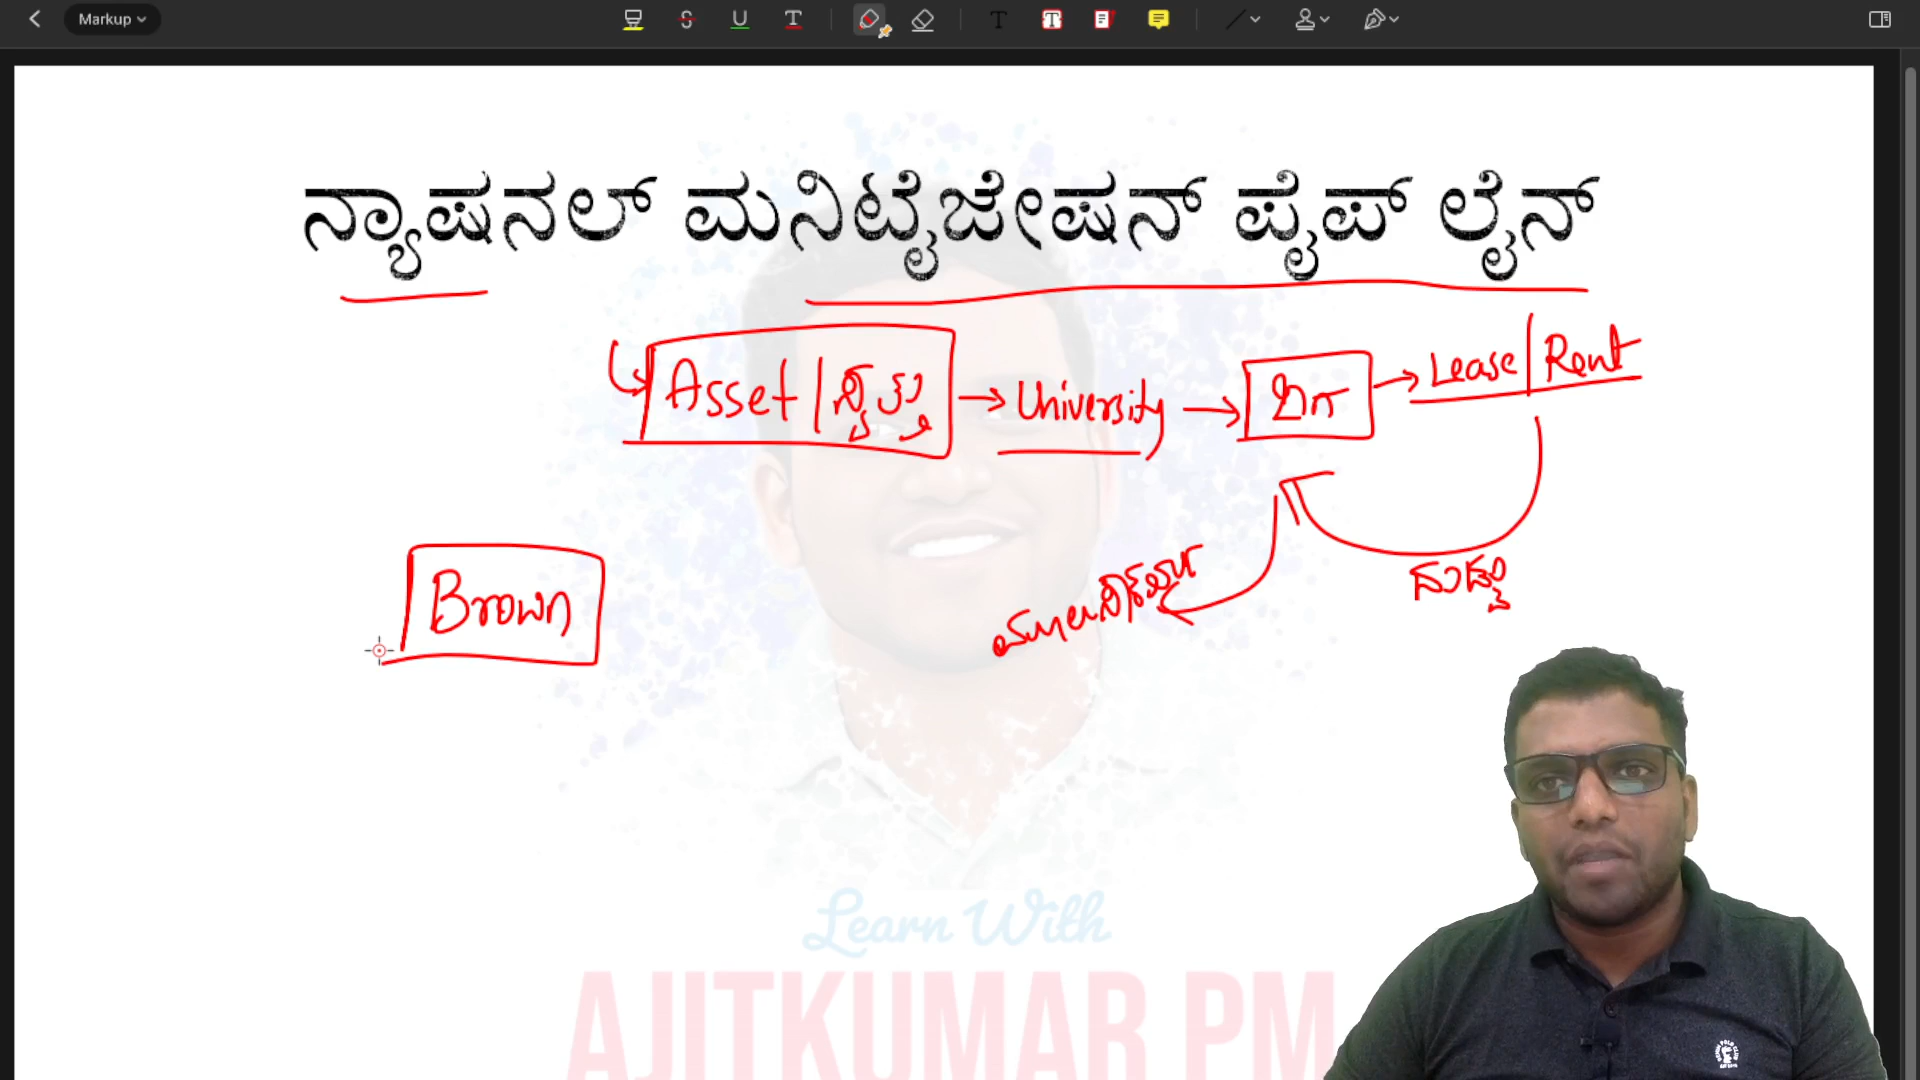 Markup
ನ್ಯಾಷನಲ್ ಮನಿಟೈಜೇಷನ್ ಪೈಪ್ ಲೈನ್
Asset | ಸ್ವತ್ತು → University → → Lease | Rent
ದುಡ್ಡು
Brown
Learn With
AJITKUMAR PM